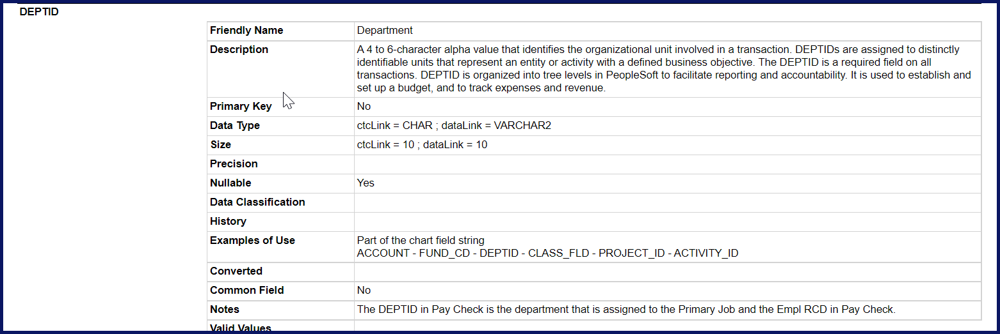 DEPTID
Friendly Name Department
Description A 4 to 6-character alpha value that identifies the organizational unit involved in a transaction. DEPTIDs are assigned to distinctly
identifiable units that represent an entity or activity with a defined business objective. The DEPTID is a required field on all
transactions. DEPTID is organized into tree levels in PeopleSoft to facilitate reporting and accountability. It is used to establish and
set up a budget, and to track expenses and revenue.
Primary Key No
Data Type ctcLink = CHAR ; dataLink = VARCHAR2
Size ctcLink = 10 ; dataLink = 10
Precision
Nullable Yes
Data Classification
History
Examples of Use Part of the chart field string
ACCOUNT - FUND_CD - DEPTID - CLASS_FLD - PROJECT_ID - ACTIVITY_ID
Converted
Common Field No
Notes The DEPTID in Pay Check is the department that is assigned to the Primary Job and the Empl RCD in Pay Check.
Valid Values